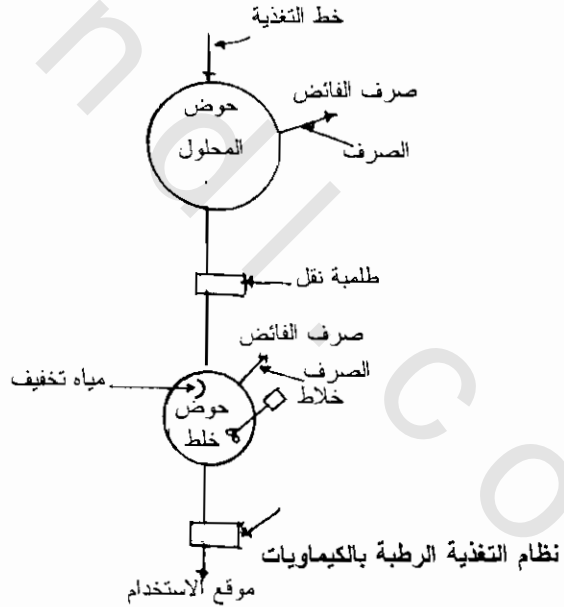 خط التغذية
صرف الفائض
حوض
المحلول
الصرف
طلمبة نقل
صرف الفائض
الصرف
مياه تخفيف
خلاط
حوض
خلط
نظام التغذية الرطبة بالكيماويات
موقع الاستخدام